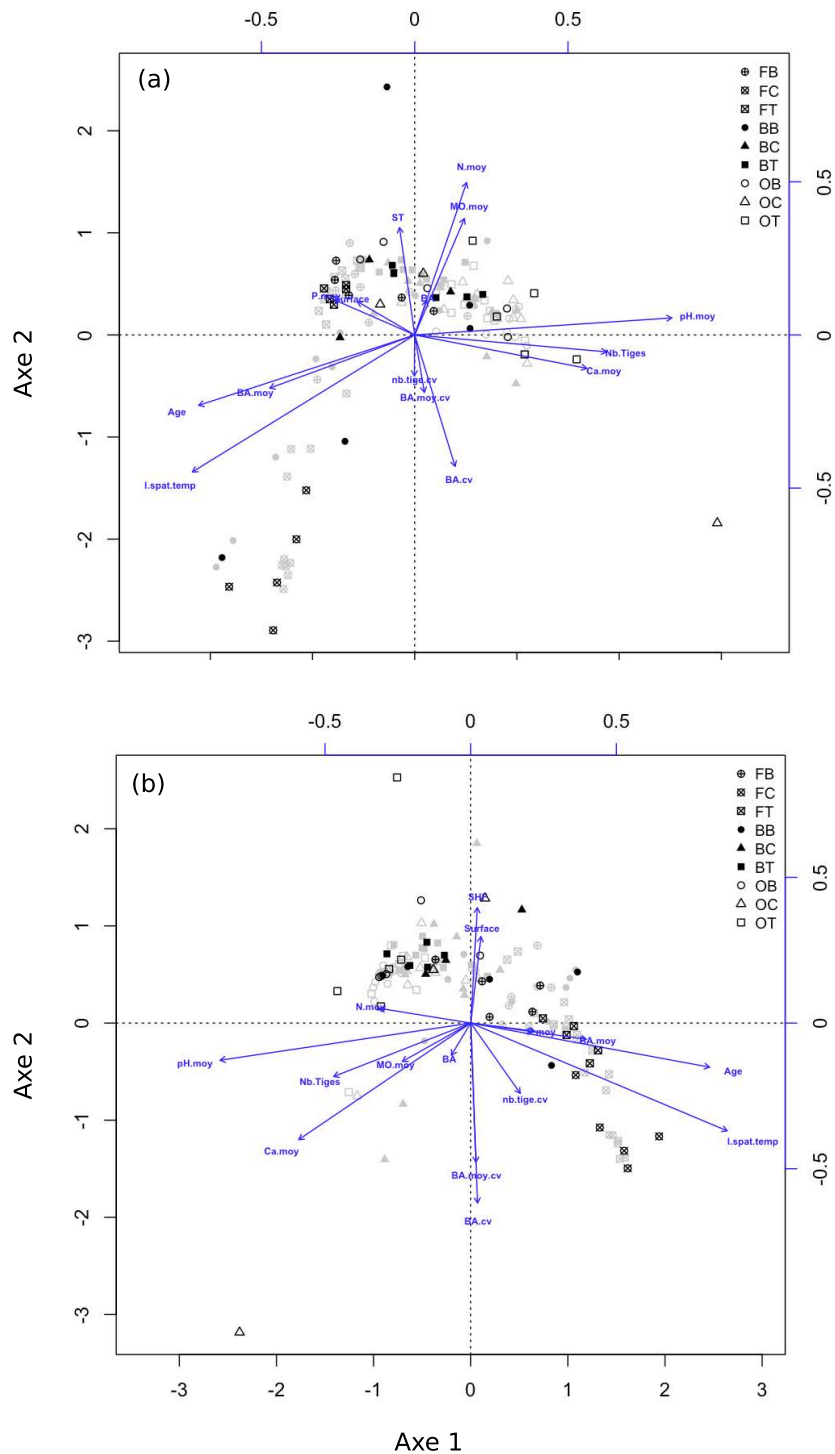 -0.5 0 0.5
(a)
FB
FC
FT
BB
BC
BT
OB
OC
OT
N.moy
MO.moy
ST
pH.moy
Nb.Tiges
Ca.moy
nb.tige.cv
BA.moy.cv
BA.moy
Age
I.spat.temp
BA.cv
2
1
0
-1
-2
-3
0.5
0
-0.5
Axe 2
-0.5 0 0.5
(b)
FB
FC
FT
BB
BC
BT
OB
OC
OT
Surface
N.moy
BA.moy
pH.moy
MO.moy
BA
Age
Nb.Tiges
nb.tige.cv
Ca.moy
I.spat.temp
BA.moy.cv
BA.cv
2
1
0
-1
-2
-3
0.5
0
-0.5
Axe 2
-3 -2 -1 0 1 2 3
Axe 1